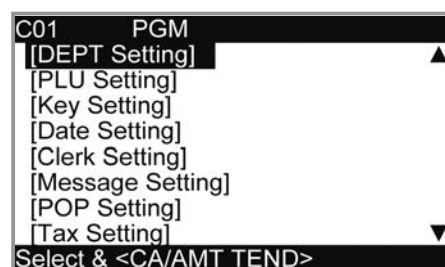 C01 PGM
[DEPT Setting]
[PLU Setting]
[Key Setting]
[Date Setting]
[Clerk Setting]
[Message Setting]
[POP Setting]
[Tax Setting]
Select & <CA/AMT TEND>